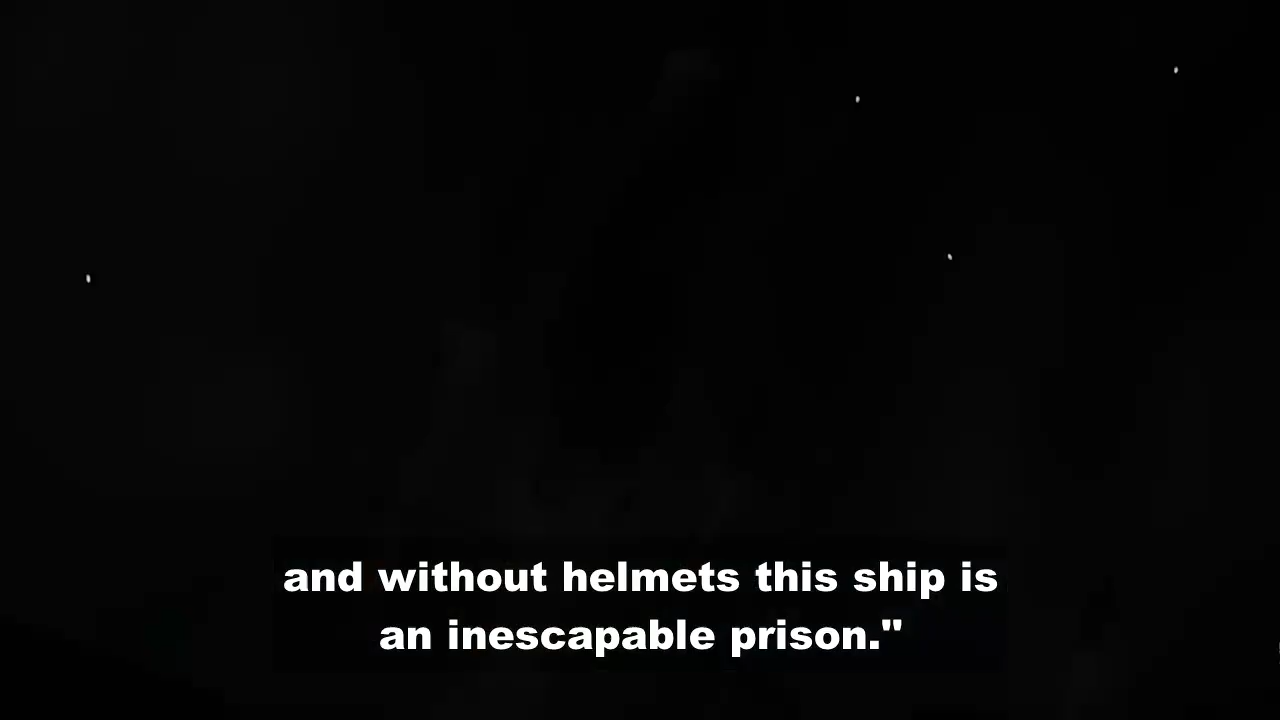 and without helmets this ship is
an inescapable prison."